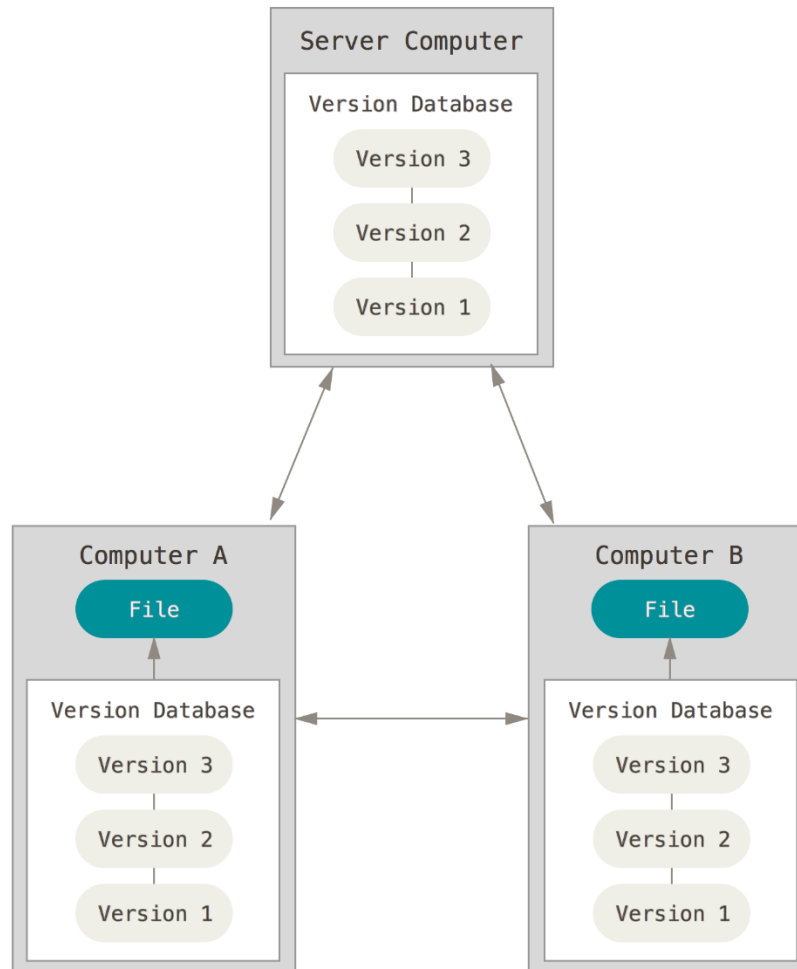 Server Computer
Version Database
Version 3
Version 2
Version 1
Computer A
File
Version Database
Version 3
Version 2
Version 1
Computer B
File
Version Database
Version 3
Version 2
Version 1